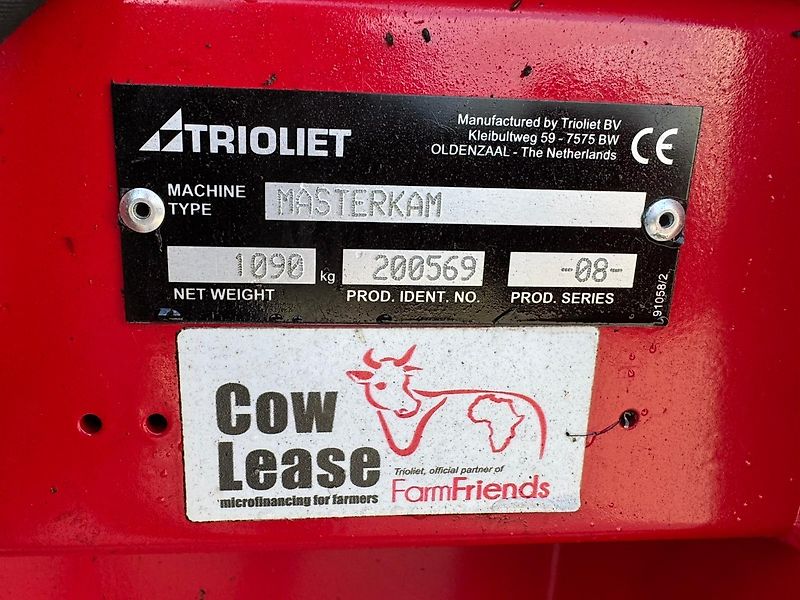 TRIOLIET
Manufactured by Trioliet BV
Kleibultweg 59 - 7575 BW
OLDENZAAL - The Netherlands
CE
MACHINE
TYPE
MASTERKAM
1090 kg
200569
-08-
NET WEIGHT
PROD. IDENT. NO.
PROD. SERIES
91058/2
Cow
Lease
microfinancing for farmers
Trioliet, official partner of
FarmFriends